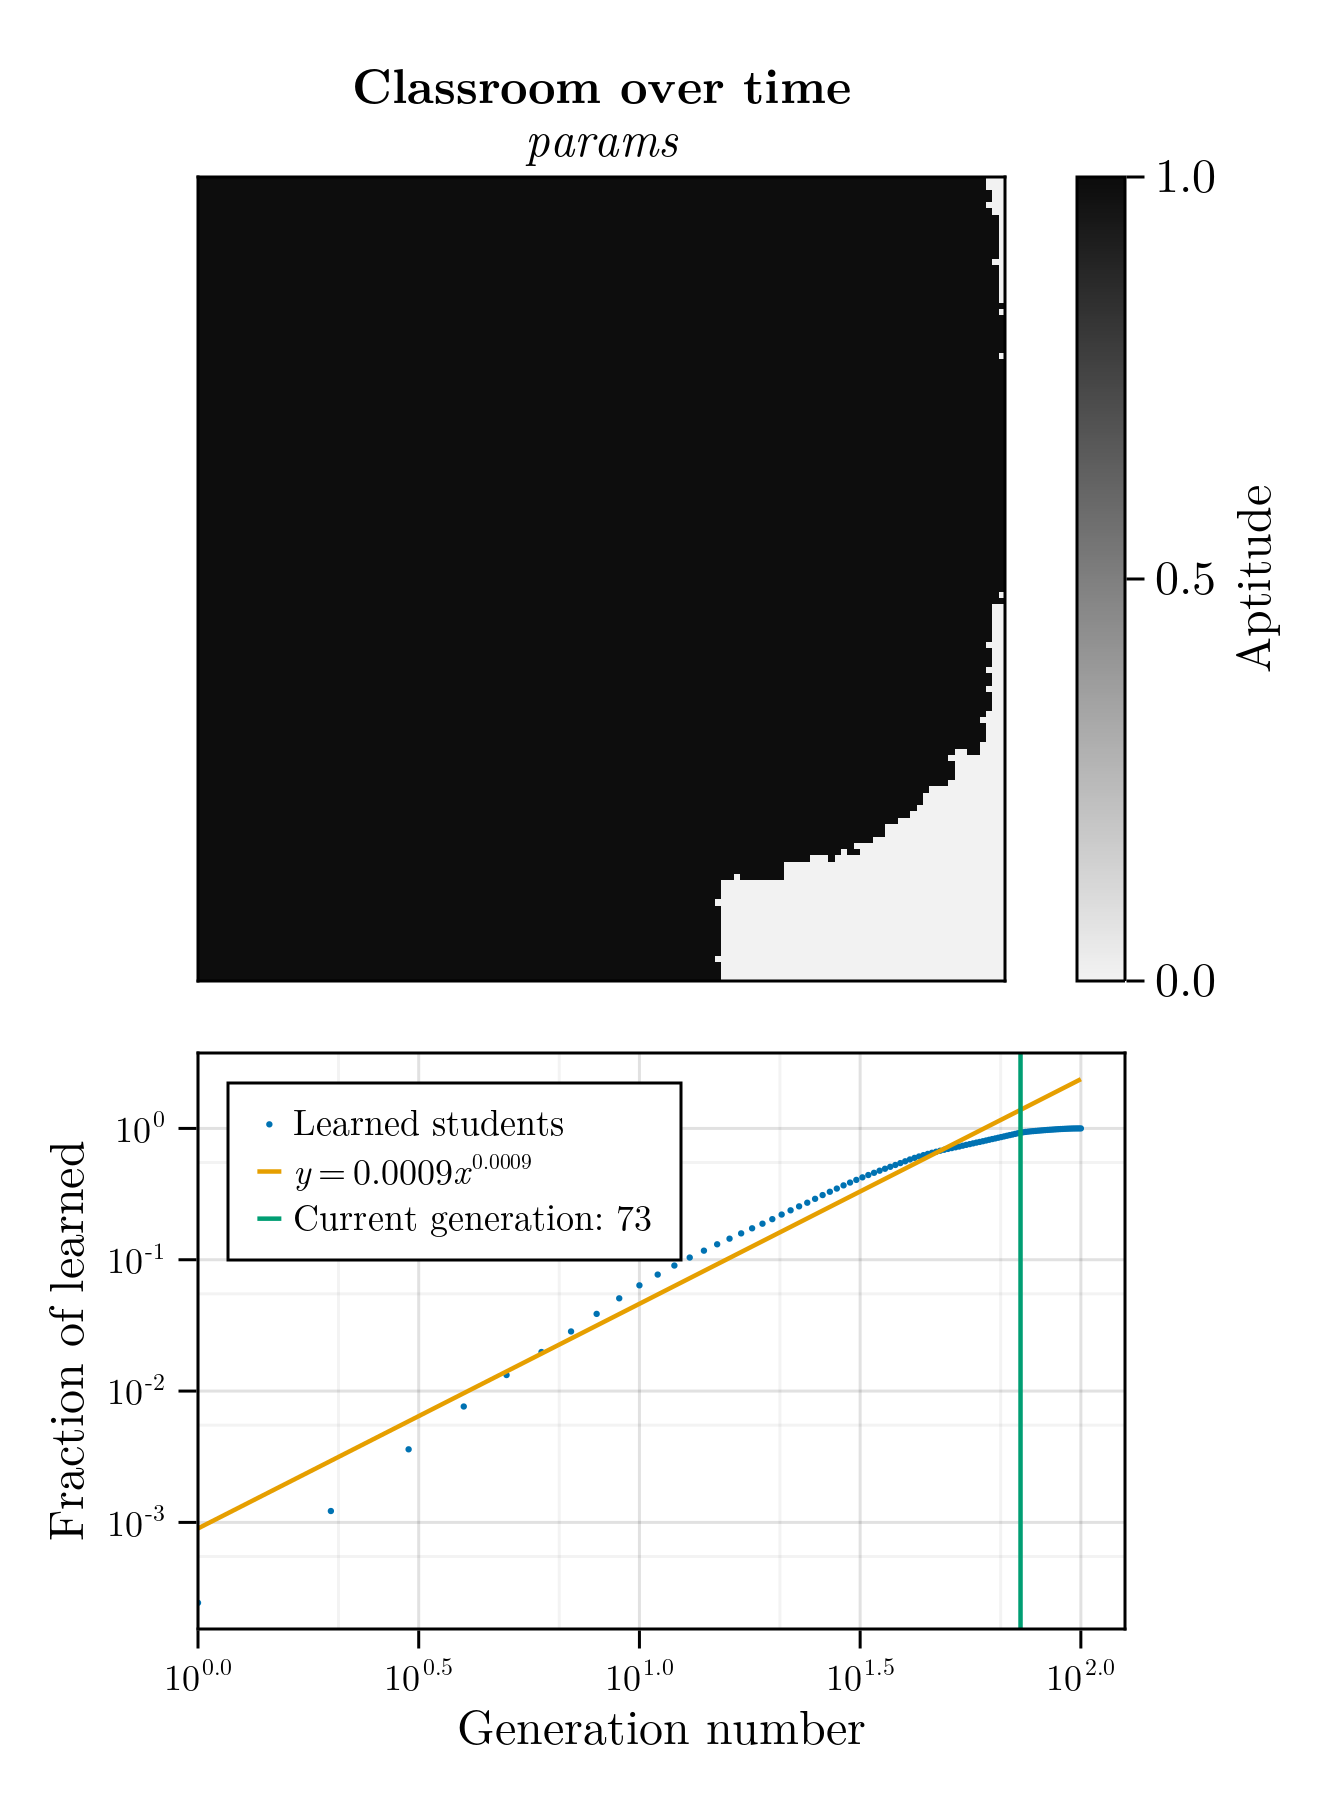 Classroom over time
params
1.0
0.5
0.0
Aptitude
Learned students
y = 0.0009x^0.0009
Current generation: 73
10^0
10^-1
10^-2
10^-3
Fraction of learned
10^0.0 10^0.5 10^1.0 10^1.5 10^2.0
Generation number